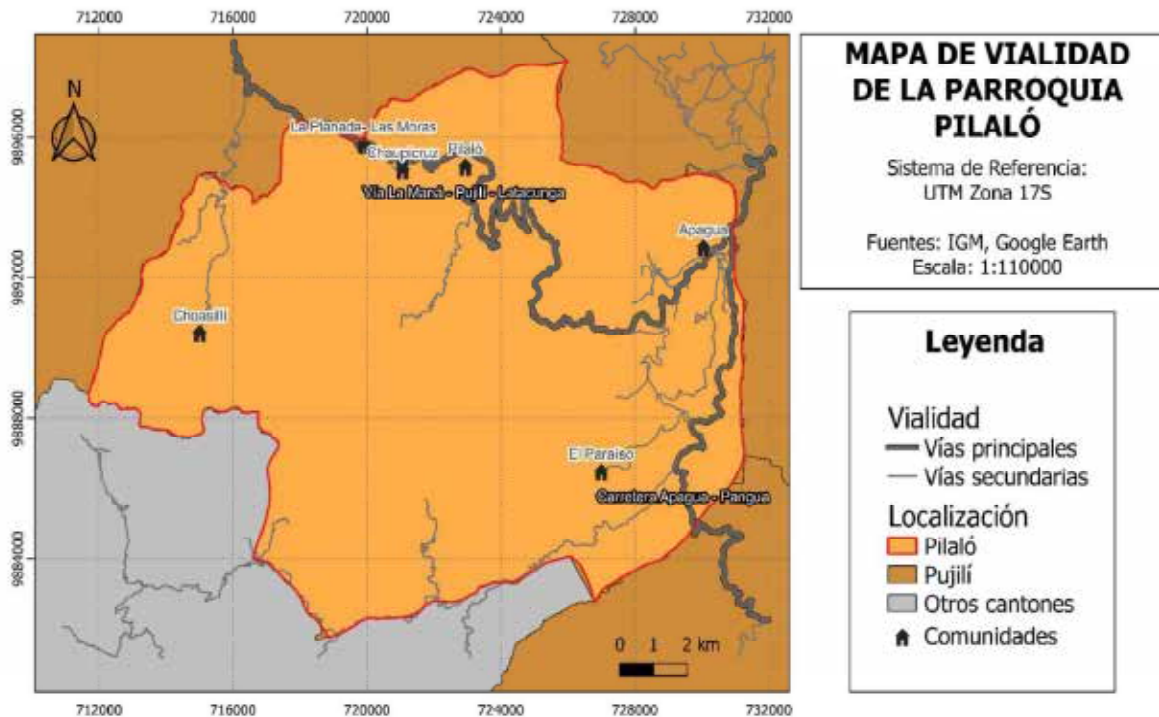 712000 716000 720000 724000 728000 732000
MAPA DE VIALIDAD
DE LA PARROQUIA
PILALÓ
Sistema de Referencia:
UTM Zona 17S
Fuentes: IGM, Google Earth
Escala: 1:110000
N
9896000
9892000
9888000
9884000
La Planada- Las Moras
Chaupicruz
Pilaló
Vía La Maná - Pujilí - Latacunga
Apagua
Choasilli
El Paraíso
Carretera Apagua - Pangua
0 1 2 km
Leyenda
Vialidad
Vías principales
Vías secundarias
Localización
Pilaló
Pujilí
Otros cantones
Comunidades
712000 716000 720000 724000 728000 732000